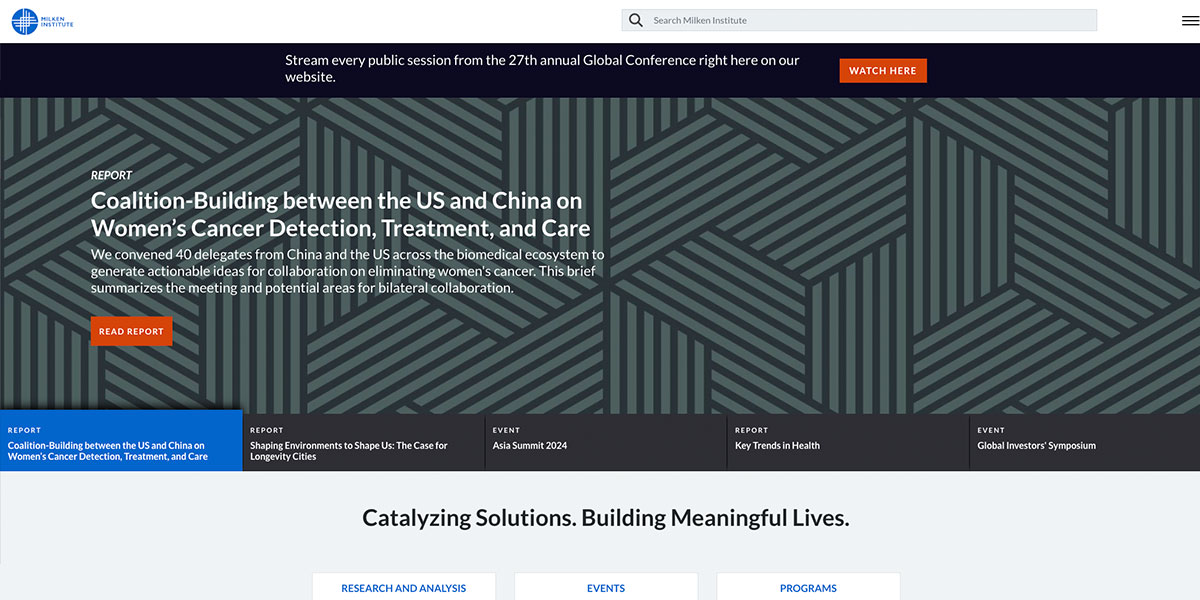 MILKEN
INSTITUTE
Search Milken Institute
Stream every public session from the 27th annual Global Conference right here on our
website.
WATCH HERE
REPORT
Coalition-Building between the US and China on
Women’s Cancer Detection, Treatment, and Care
We convened 40 delegates from China and the US across the biomedical ecosystem to
generate actionable ideas for collaboration on eliminating women's cancer. This brief
summarizes the meeting and potential areas for bilateral collaboration.
READ REPORT
REPORT
Coalition-Building between the US and China on
Women’s Cancer Detection, Treatment, and Care
REPORT
Shaping Environments to Shape Us: The Case for
Longevity Cities
EVENT
Asia Summit 2024
REPORT
Key Trends in Health
EVENT
Global Investors' Symposium
Catalyzing Solutions. Building Meaningful Lives.
RESEARCH AND ANALYSIS
EVENTS
PROGRAMS